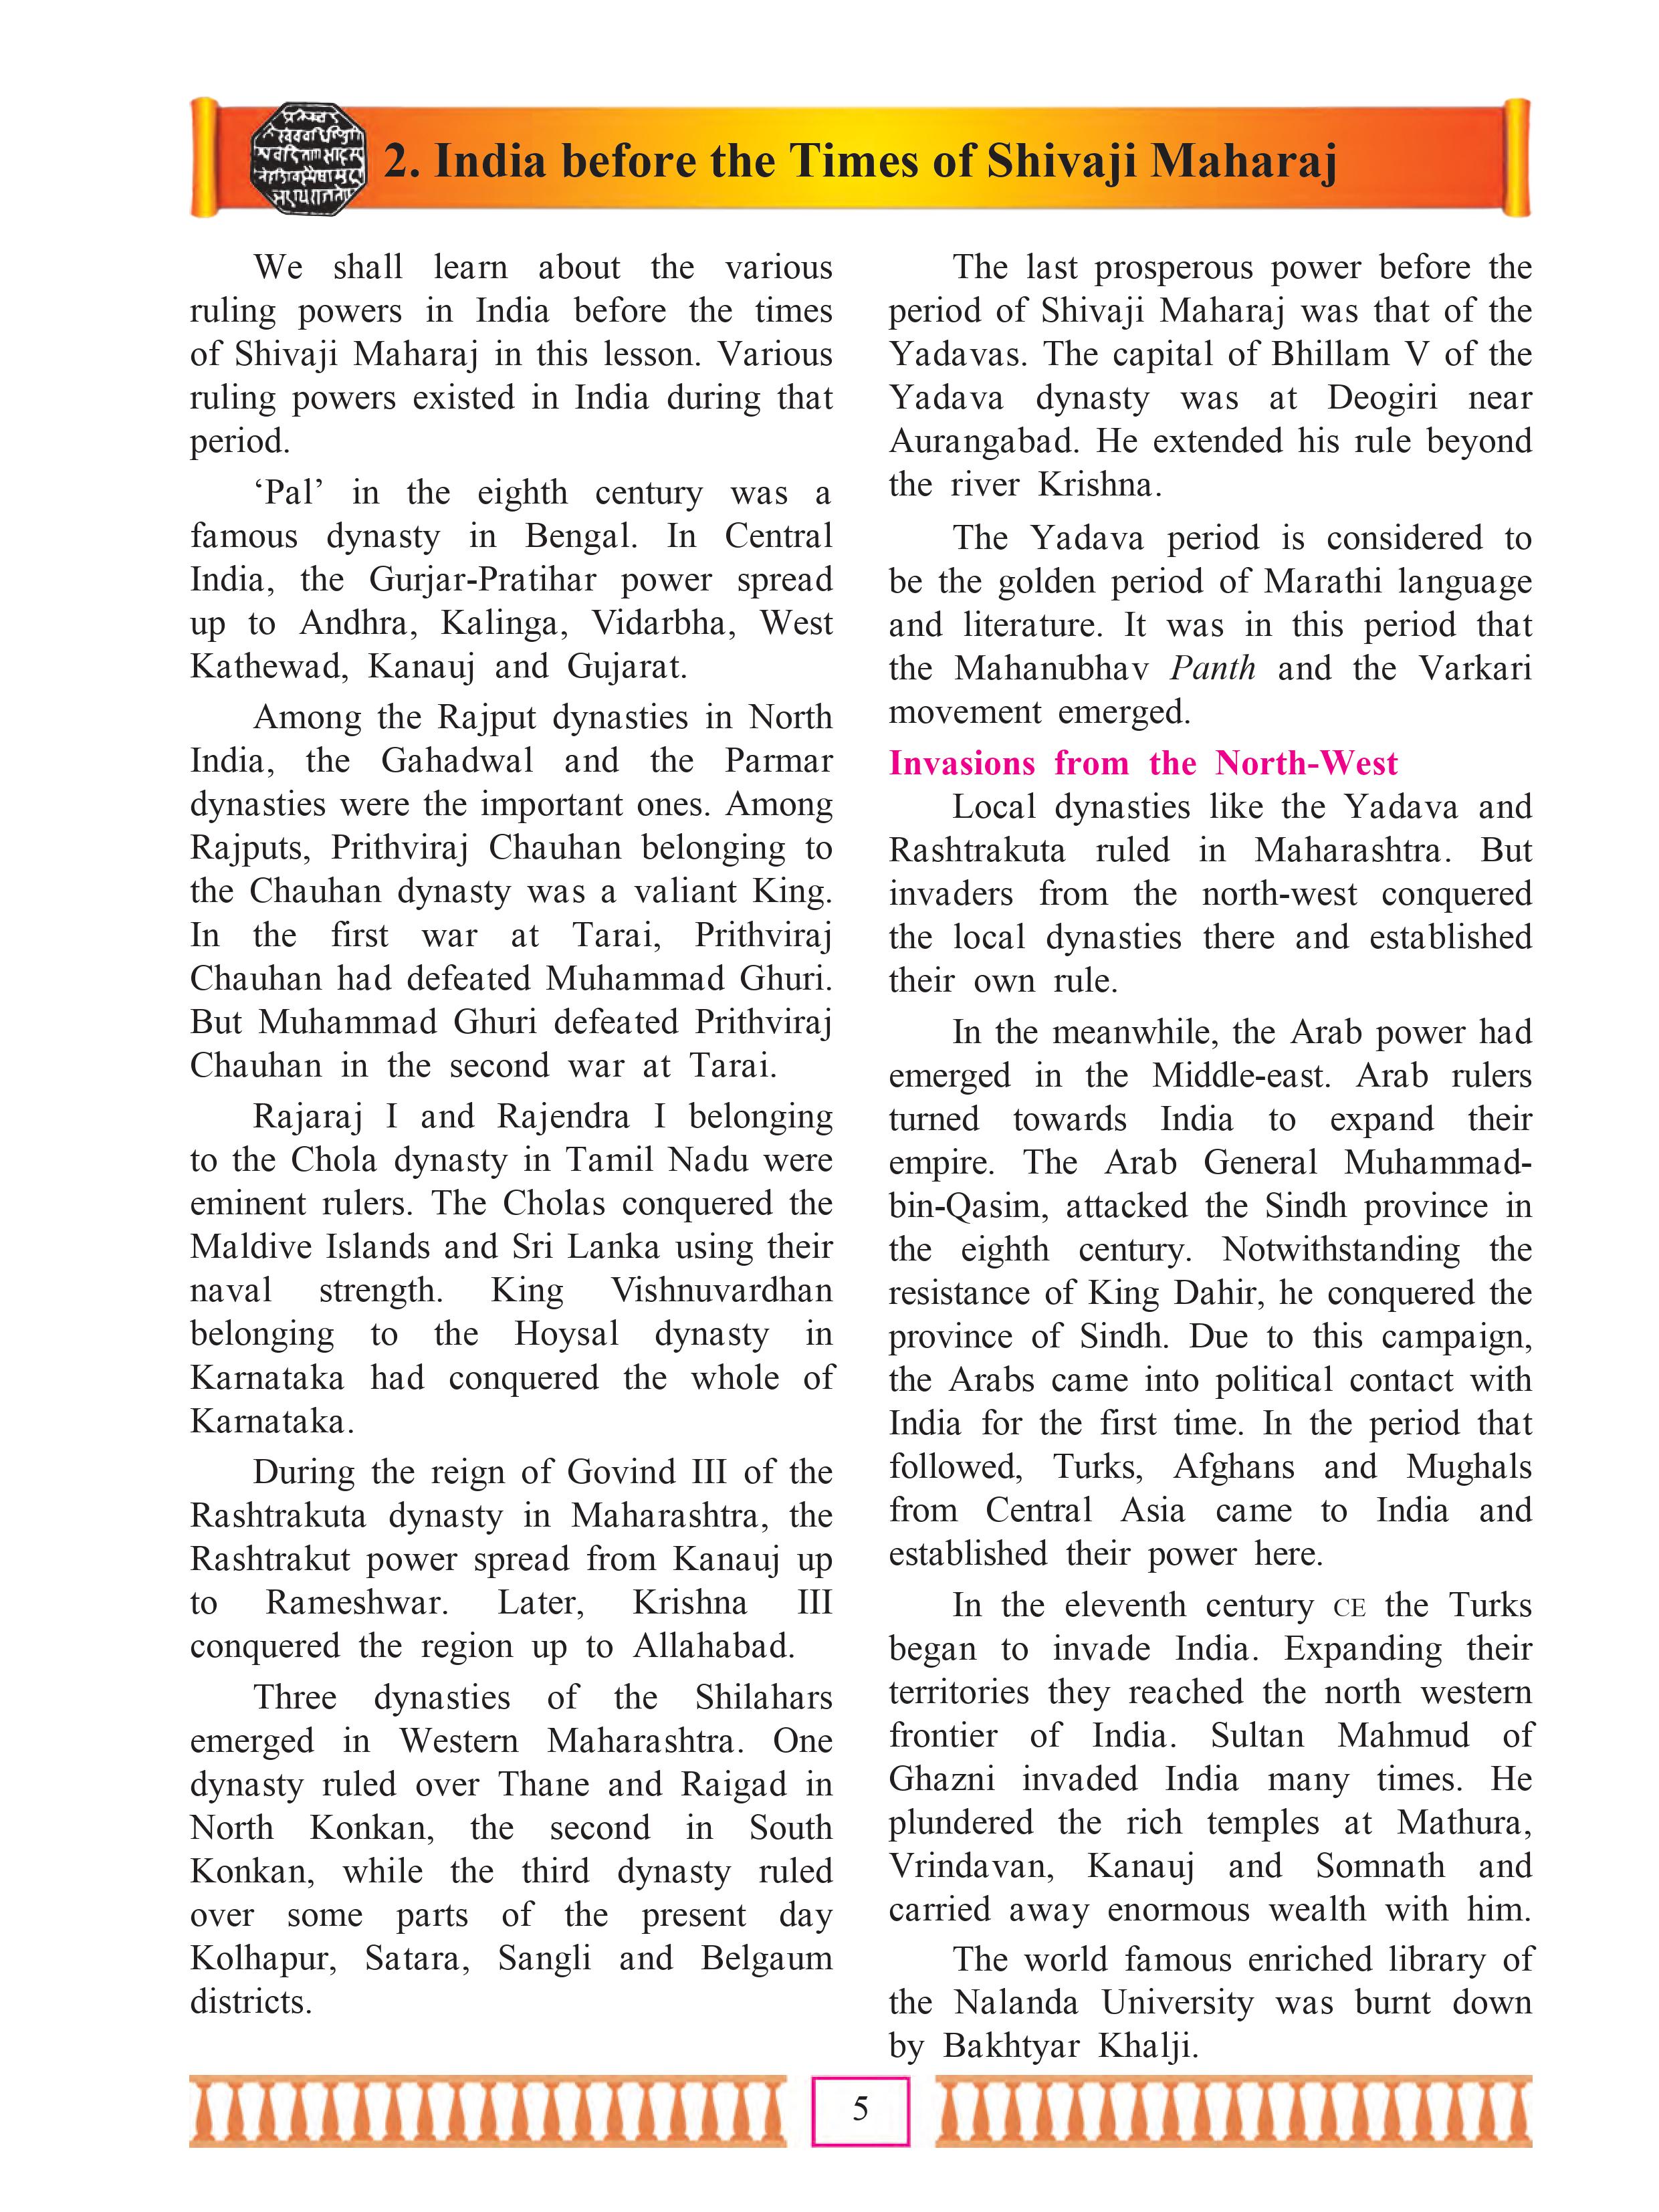 2. India before the Times of Shivaji Maharaj
We shall learn about the various
ruling powers in India before the times
of Shivaji Maharaj in this lesson. Various
ruling powers existed in India during that
period.
‘Pal’ in the eighth century was a
famous dynasty in Bengal. In Central
India, the Gurjar-Pratihar power spread
up to Andhra, Kalinga, Vidarbha, West
Kathewad, Kanauj and Gujarat.
Among the Rajput dynasties in North
India, the Gahadwal and the Parmar
dynasties were the important ones. Among
Rajputs, Prithviraj Chauhan belonging to
the Chauhan dynasty was a valiant King.
In the first war at Tarai, Prithviraj
Chauhan had defeated Muhammad Ghuri.
But Muhammad Ghuri defeated Prithviraj
Chauhan in the second war at Tarai.
Rajaraj I and Rajendra I belonging
to the Chola dynasty in Tamil Nadu were
eminent rulers. The Cholas conquered the
Maldive Islands and Sri Lanka using their
naval strength. King Vishnuvardhan
belonging to the Hoysal dynasty in
Karnataka had conquered the whole of
Karnataka.
During the reign of Govind III of the
Rashtrakuta dynasty in Maharashtra, the
Rashtrakut power spread from Kanauj up
to Rameshwar. Later, Krishna III
conquered the region up to Allahabad.
Three dynasties of the Shilahars
emerged in Western Maharashtra. One
dynasty ruled over Thane and Raigad in
North Konkan, the second in South
Konkan, while the third dynasty ruled
over some parts of the present day
Kolhapur, Satara, Sangli and Belgaum
districts.
The last prosperous power before the
period of Shivaji Maharaj was that of the
Yadavas. The capital of Bhillam V of the
Yadava dynasty was at Deogiri near
Aurangabad. He extended his rule beyond
the river Krishna.
The Yadava period is considered to
be the golden period of Marathi language
and literature. It was in this period that
the Mahanubhav Panth and the Varkari
movement emerged.
Invasions from the North-West
Local dynasties like the Yadava and
Rashtrakuta ruled in Maharashtra. But
invaders from the north-west conquered
the local dynasties there and established
their own rule.
In the meanwhile, the Arab power had
emerged in the Middle-east. Arab rulers
turned towards India to expand their
empire. The Arab General Muhammad-
bin-Qasim, attacked the Sindh province in
the eighth century. Notwithstanding the
resistance of King Dahir, he conquered the
province of Sindh. Due to this campaign,
the Arabs came into political contact with
India for the first time. In the period that
followed, Turks, Afghans and Mughals
from Central Asia came to India and
established their power here.
In the eleventh century CE the Turks
began to invade India. Expanding their
territories they reached the north western
frontier of India. Sultan Mahmud of
Ghazni invaded India many times. He
plundered the rich temples at Mathura,
Vrindavan, Kanauj and Somnath and
carried away enormous wealth with him.
The world famous enriched library of
the Nalanda University was burnt down
by Bakhtyar Khalji.
5